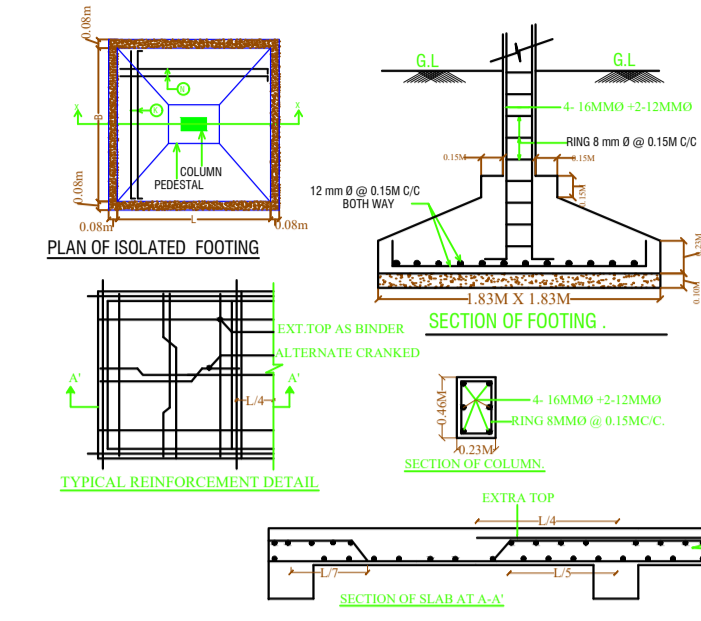 0.08m
0.08m
x
x
B
N
K
COLUMN
PEDESTAL
0.08m
0.08m
L
0.08m
PLAN OF ISOLATED FOOTING
G.L
G.L
4- 16MMØ +2-12MMØ
RING 8 mm Ø @ 0.15M C/C
0.15M
0.15M
0.15M
12 mm Ø @ 0.15M C/C
BOTH WAY
0.23M
0.10M
1.83M X 1.83M
SECTION OF FOOTING .
EXT.TOP AS BINDER
ALTERNATE CRANKED
A'
A'
L/4
TYPICAL REINFORCEMENT DETAIL
0.46M
4- 16MMØ +2-12MMØ
RING 8MMØ @ 0.15MC/C.
0.23M
SECTION OF COLUMN.
EXTRA TOP
L/4
L/7
L/5
SECTION OF SLAB AT A-A'